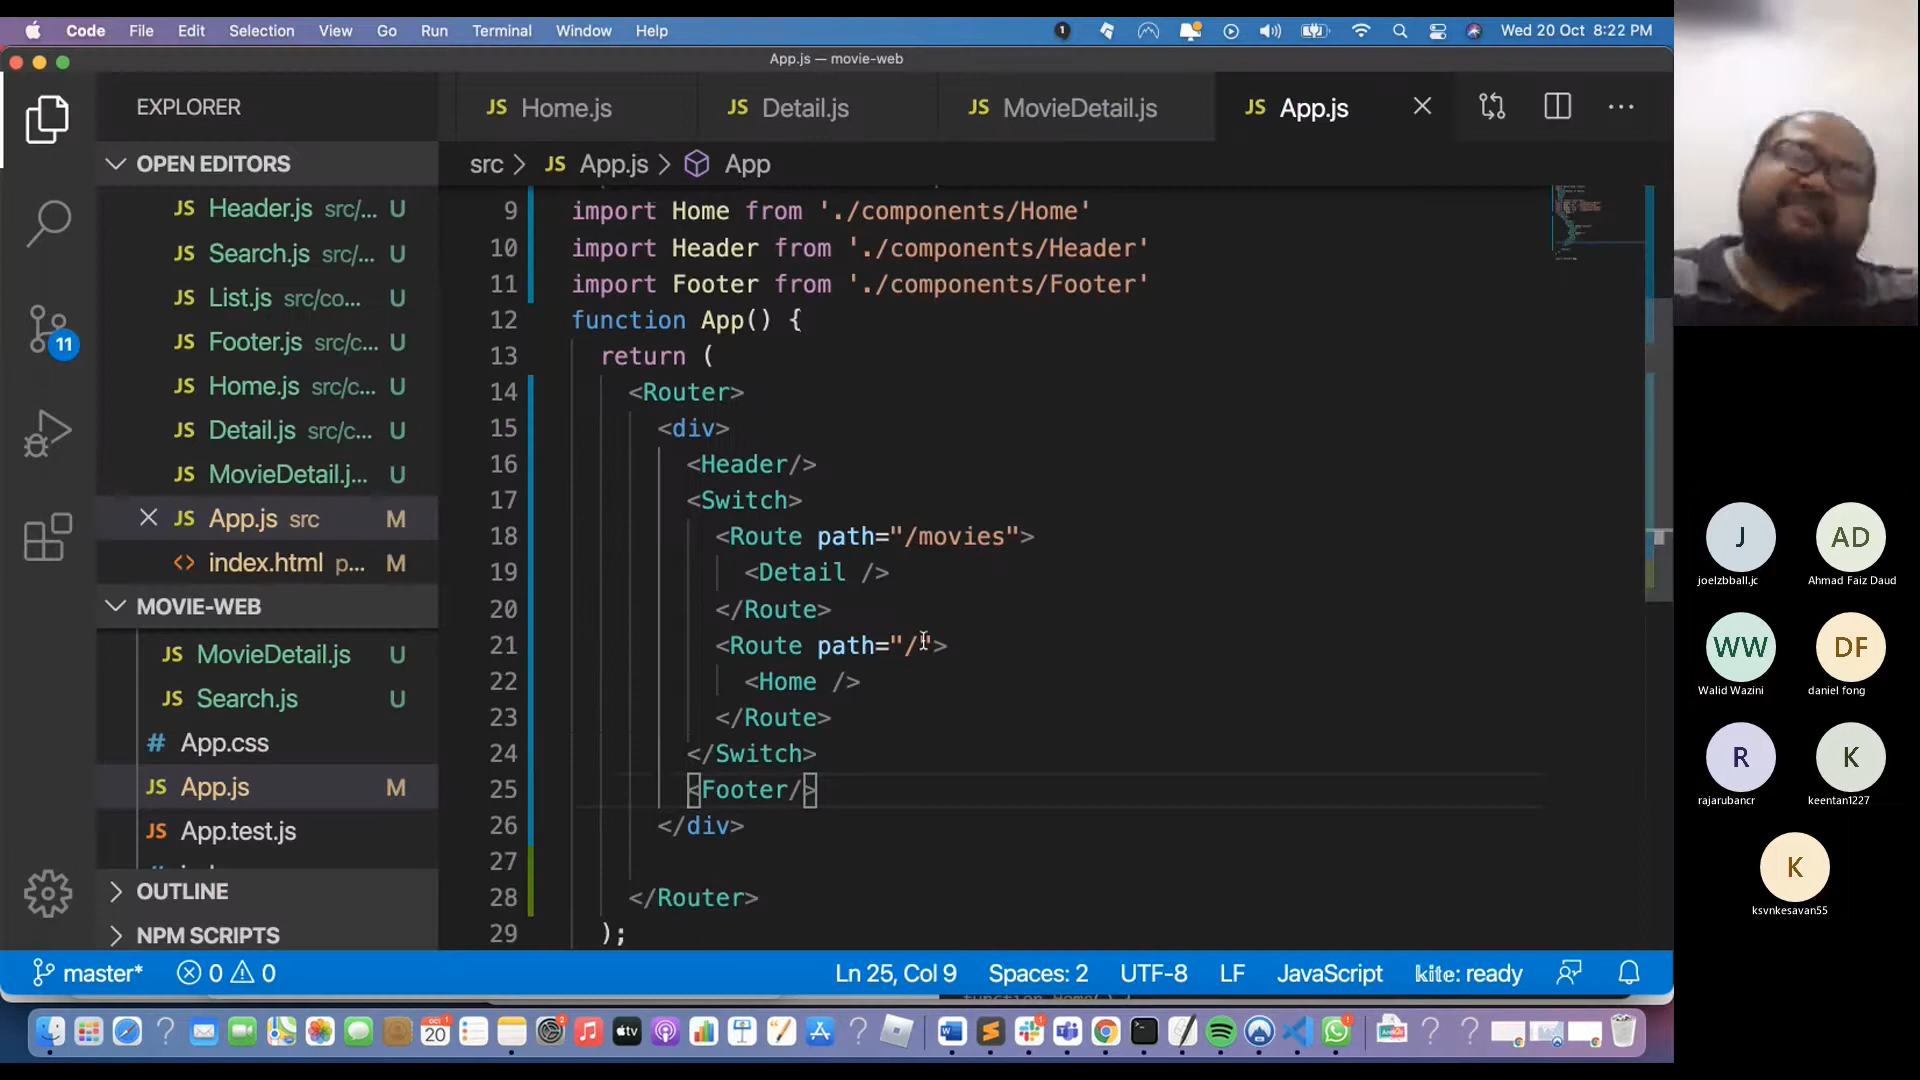 Code File Edit Selection View Go Run Terminal Window Help 1 Wed 20 Oct 8:22 PM
App.js — movie-web
EXPLORER
OPEN EDITORS
JS Header.js src/... U
JS Search.js src/... U
JS List.js src/co... U
JS Footer.js src/c... U
JS Home.js src/c... U
JS Detail.js src/c... U
JS MovieDetail.j... U
JS App.js src M
<> index.html p... M
MOVIE-WEB
JS MovieDetail.js U
JS Search.js U
# App.css
JS App.js M
JS App.test.js
OUTLINE
NPM SCRIPTS
11
JS Home.js JS Detail.js JS MovieDetail.js JS App.js
src > JS App.js > App
9 import Home from './components/Home'
10 import Header from './components/Header'
11 import Footer from './components/Footer'
12 function App() {
13 return (
14 <Router>
15 <div>
16 <Header/>
17 <Switch>
18 <Route path="/movies">
19 <Detail />
20 </Route>
21 <Route path="/">
22 <Home />
23 </Route>
24 </Switch>
25 <Footer/>
26 </div>
27
28 </Router>
29 );
master* 0 0 Ln 25, Col 9 Spaces: 2 UTF-8 LF JavaScript kite: ready
function Home() {
OCT 20
tv
J AD
joelzbball.jc Ahmad Faiz Daud
WW DF
Walid Wazini daniel fong
R K
rajarubancr keentan1227
K
ksvnkesavan55